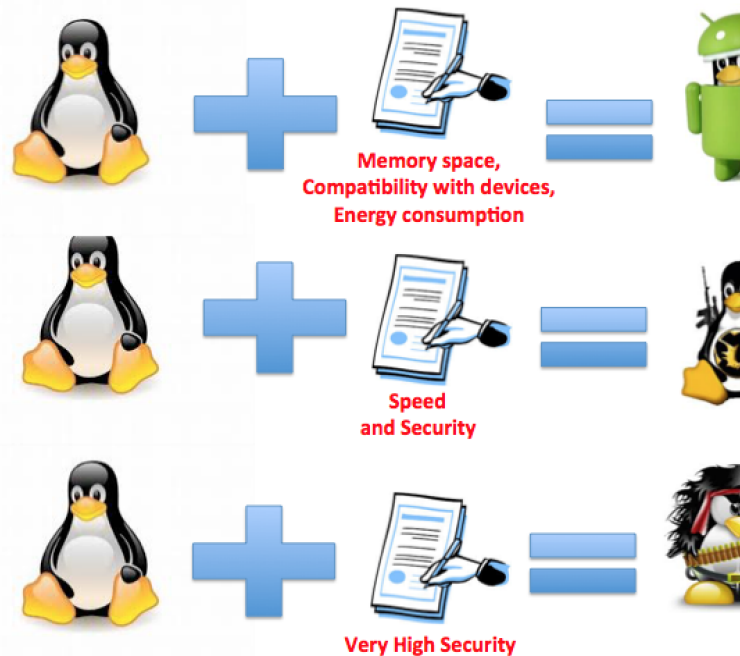 Memory space,
Compatibility with devices,
Energy consumption
Speed
and Security
Very High Security